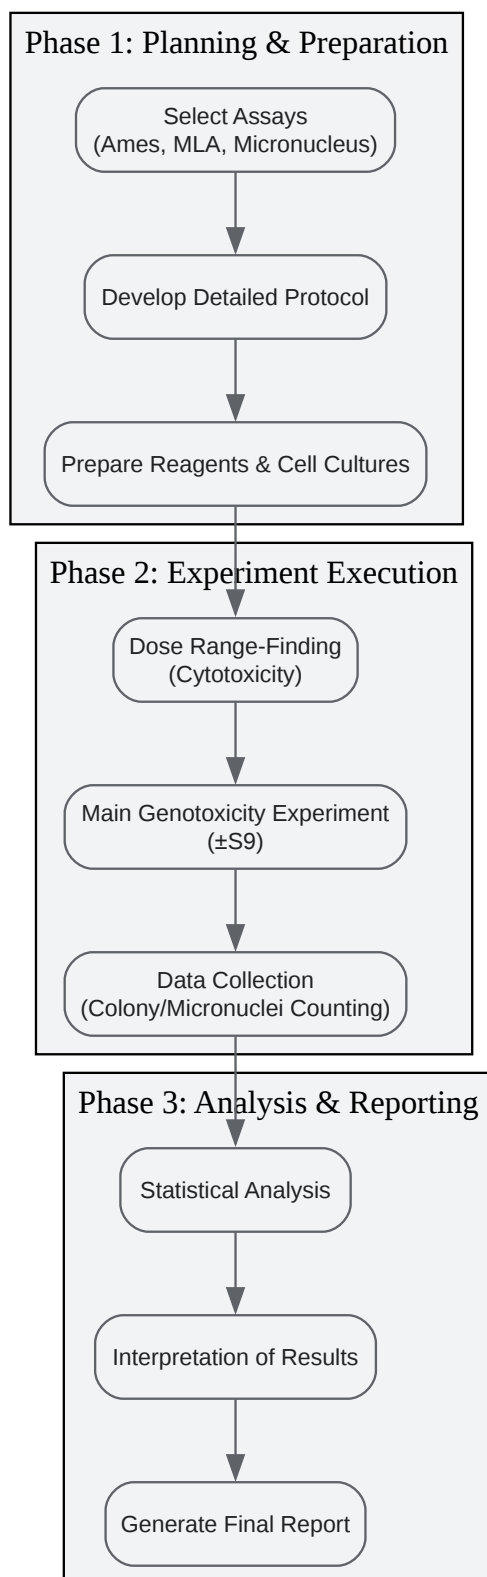 Phase 1: Planning & Preparation
Select Assays
(Ames, MLA, Micronucleus)
Develop Detailed Protocol
Prepare Reagents & Cell Cultures
Phase 2: Experiment Execution
Dose Range-Finding
(Cytotoxicity)
Main Genotoxicity Experiment
(±S9)
Data Collection
(Colony/Micronuclei Counting)
Phase 3: Analysis & Reporting
Statistical Analysis
Interpretation of Results
Generate Final Report